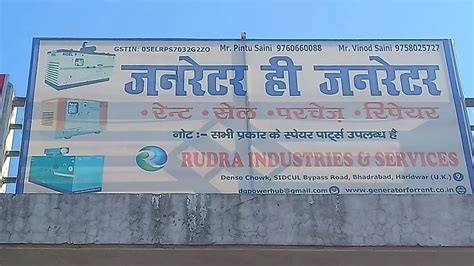 GSTIN: 05ELRPS7032G2ZO Mr. Pintu Saini 9760660088 Mr. Vinod Saini 9758025727
जनरेटर ही जनरेटर
• रेन्ट • सेल • परचेज़ • रिपेयर
नोट :- सभी प्रकार के स्पेयर पार्ट्स उपलब्ध है
RUDRA INDUSTRIES & SERVICES
Denso Chowk, SIDCUL Bypass Road, Bhadrabad, Haridwar (U.K.)
dgpowerhub@gmail.com www.generatorforrent.co.in